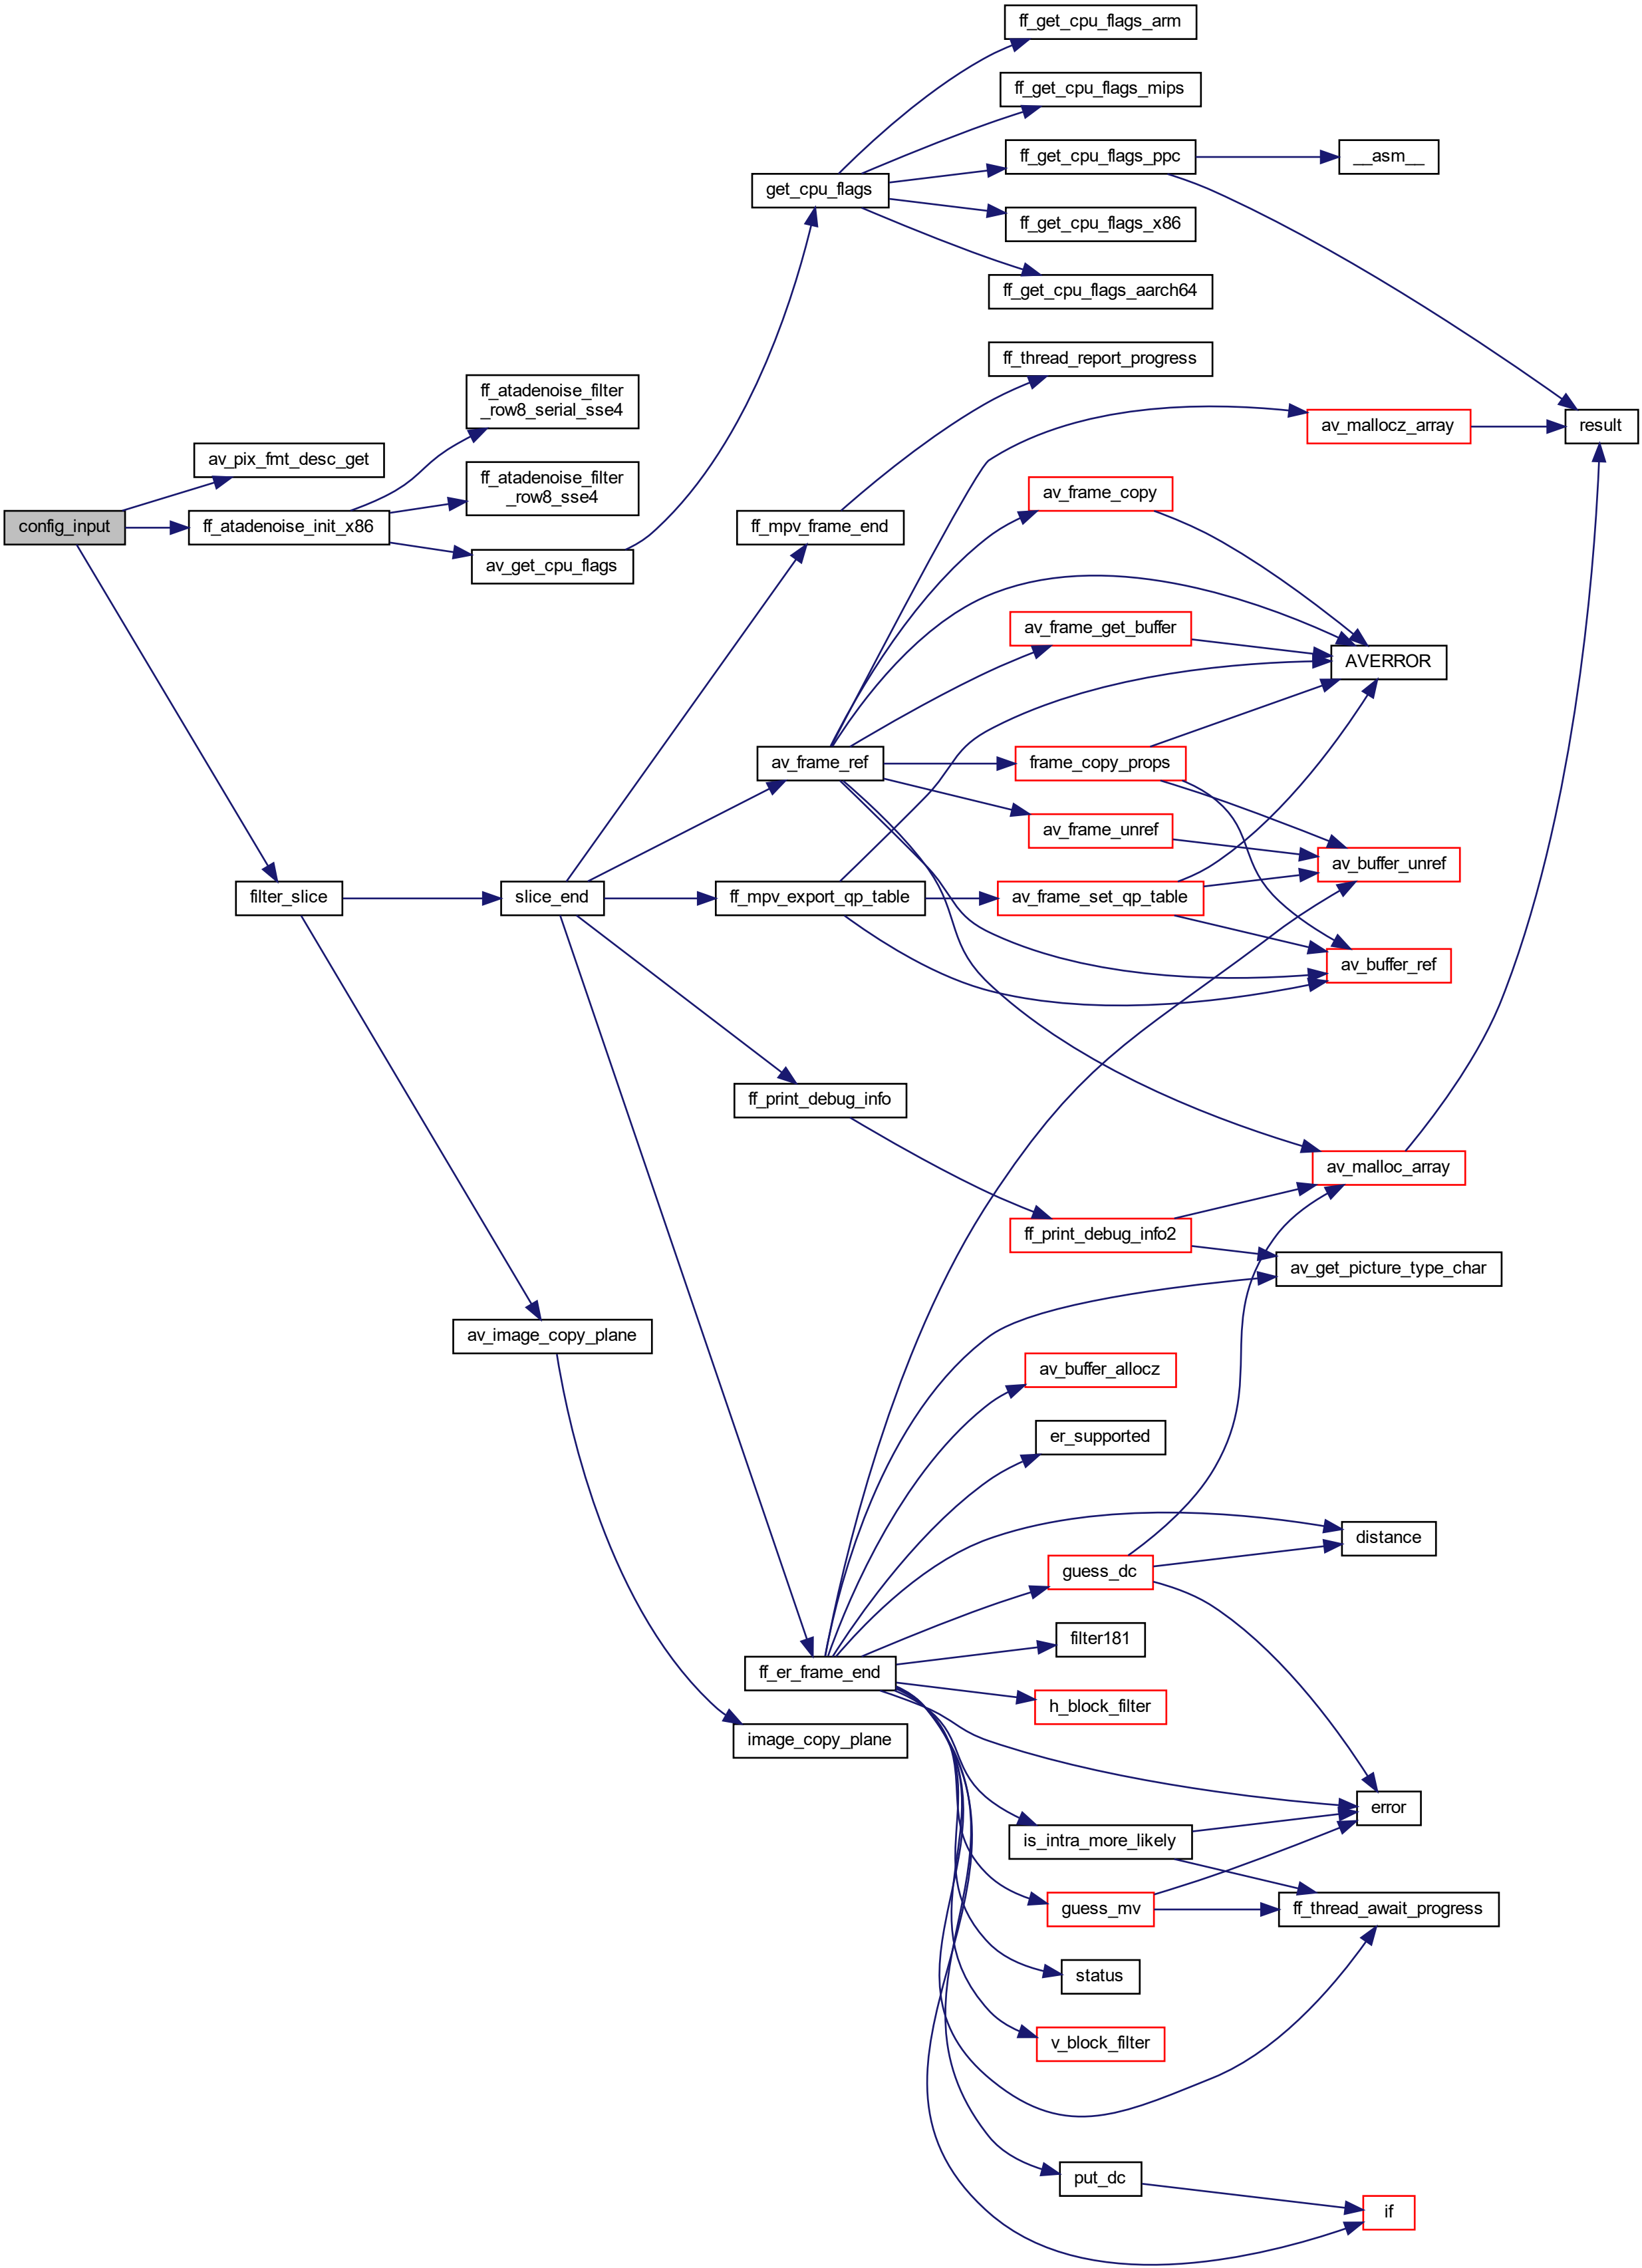 ff_get_cpu_flags_arm
ff_get_cpu_flags_mips
ff_get_cpu_flags_ppc
__asm__
get_cpu_flags
ff_get_cpu_flags_x86
ff_get_cpu_flags_aarch64
ff_thread_report_progress
ff_atadenoise_filter
_row8_serial_sse4
av_mallocz_array
result
av_pix_fmt_desc_get
ff_atadenoise_filter
_row8_sse4
av_frame_copy
config_input
ff_atadenoise_init_x86
ff_mpv_frame_end
av_get_cpu_flags
av_frame_get_buffer
AVERROR
av_frame_ref
frame_copy_props
av_frame_unref
av_buffer_unref
filter_slice
slice_end
ff_mpv_export_qp_table
av_frame_set_qp_table
av_buffer_ref
ff_print_debug_info
av_malloc_array
ff_print_debug_info2
av_get_picture_type_char
av_image_copy_plane
av_buffer_allocz
er_supported
distance
guess_dc
filter181
ff_er_frame_end
h_block_filter
image_copy_plane
error
is_intra_more_likely
guess_mv
ff_thread_await_progress
status
v_block_filter
put_dc
if